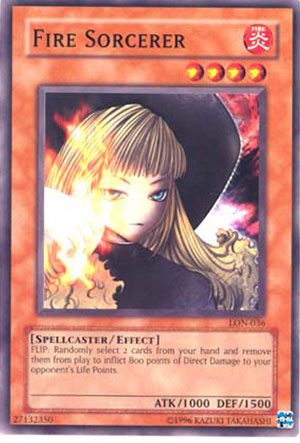 FIRE SORCERER
FIRE
炎
LON-036
[SPELLCASTER/EFFECT]
FLIP: Randomly select 2 cards from your hand and remove
them from play to inflict 800 points of Direct Damage to your
opponent's Life Points.
ATK/1000 DEF/1500
27132350
©1996 KAZUKI TAKAHASHI